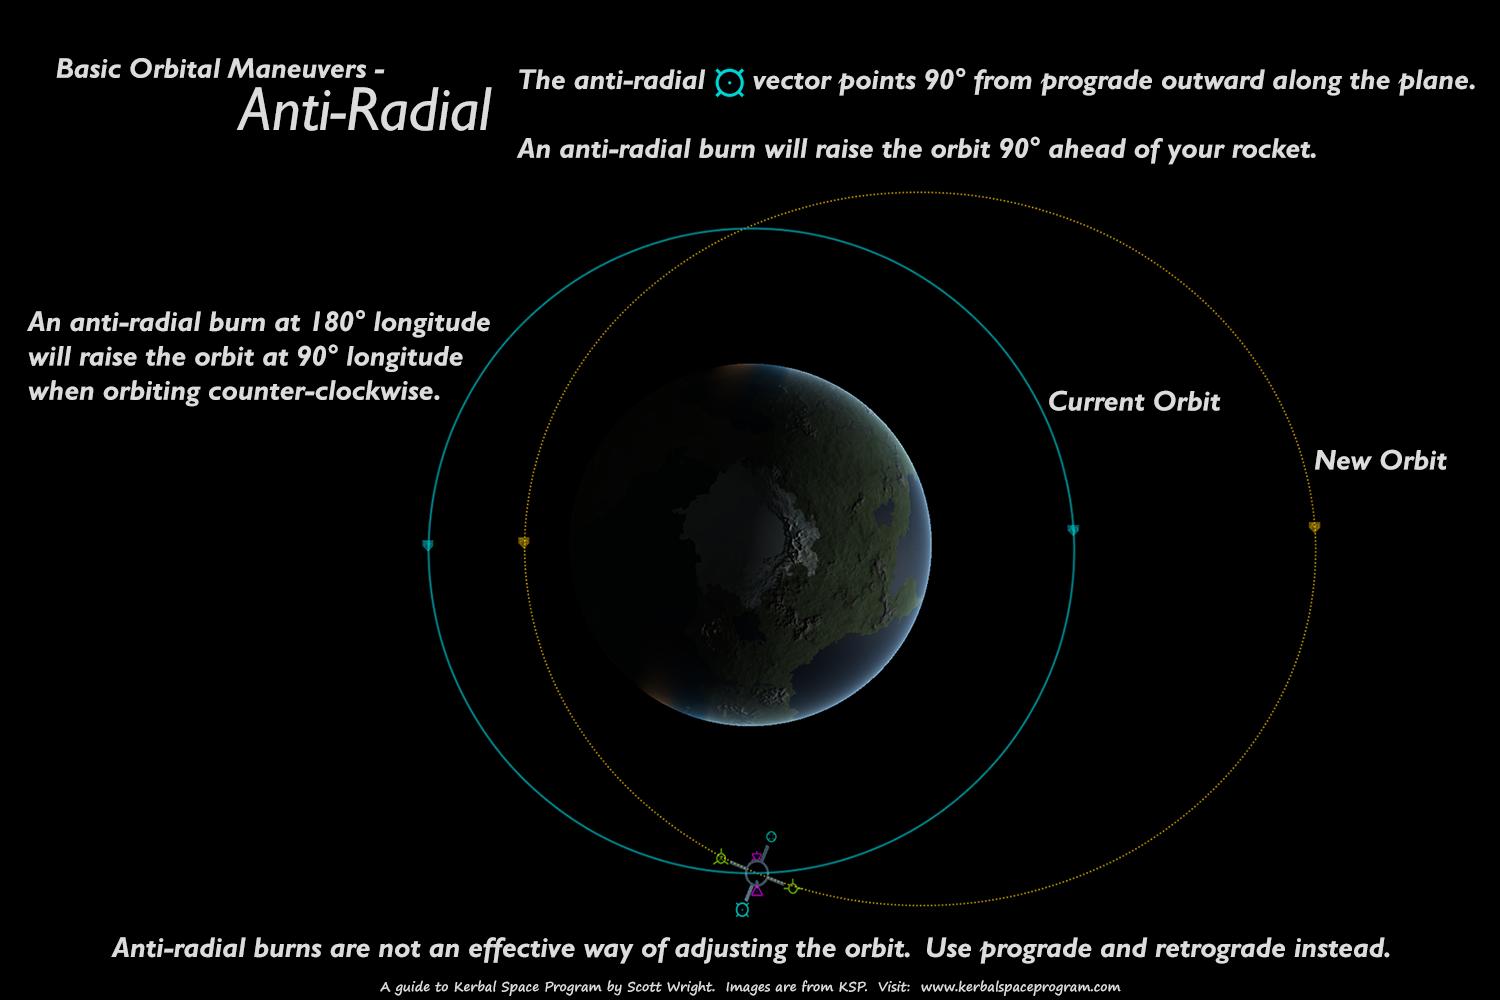 Basic Orbital Maneuvers -
Anti-Radial
The anti-radial vector points 90° from prograde outward along the plane.
An anti-radial burn will raise the orbit 90° ahead of your rocket.
An anti-radial burn at 180° longitude
will raise the orbit at 90° longitude
when orbiting counter-clockwise.
Current Orbit
New Orbit
Anti-radial burns are not an effective way of adjusting the orbit.  Use prograde and retrograde instead.
A guide to Kerbal Space Program by Scott Wright.  Images are from KSP.  Visit:  www.kerbalspaceprogram.com